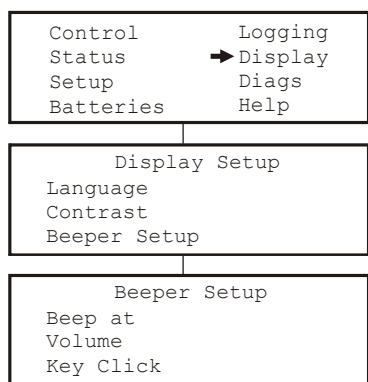 Control Logging
Status Display
Setup Diags
Batteries Help
Display Setup
Language
Contrast
Beeper Setup
Beeper Setup
Beep at
Volume
Key Click